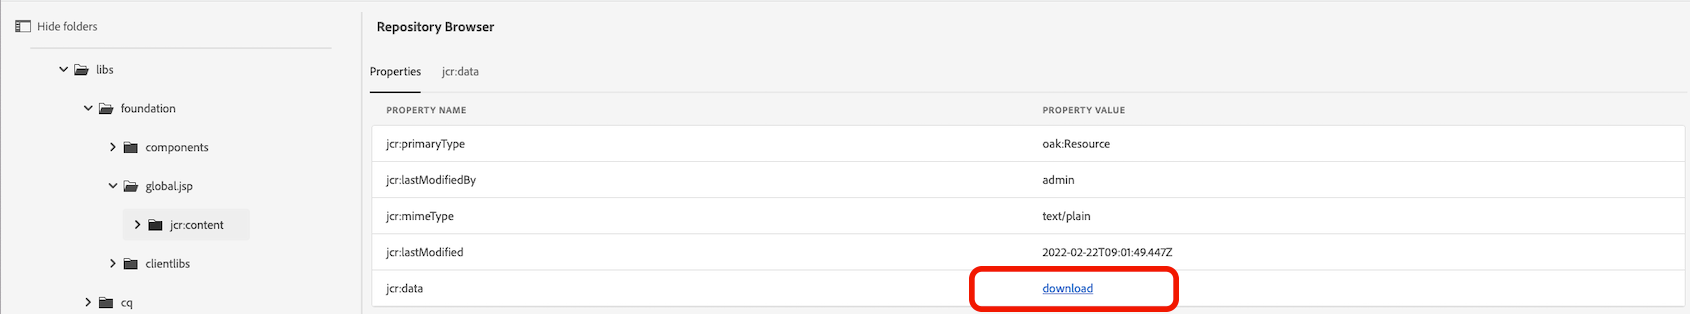 Hide folders
libs
foundation
components
global.jsp
jcr:content
clientlibs
cq
Repository Browser
Properties jcr:data
PROPERTY NAME PROPERTY VALUE
jcr:primaryType oak:Resource
jcr:lastModifiedBy admin
jcr:mimeType text/plain
jcr:lastModified 2022-02-22T09:01:49.447Z
jcr:data download